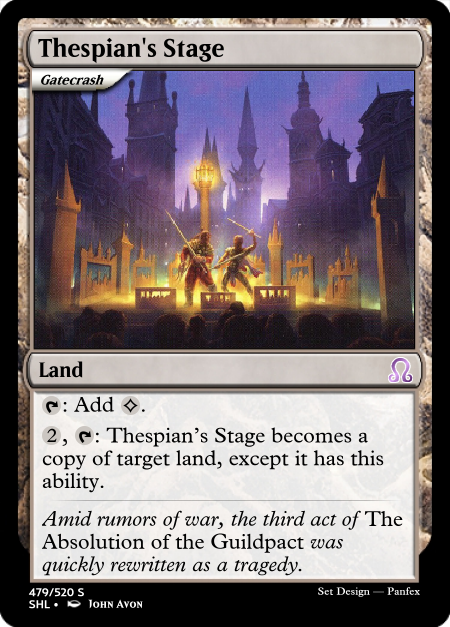 Thespian's Stage
Gatecrash
Land
: Add .
2, : Thespian's Stage becomes a
copy of target land, except it has this
ability.
Amid rumors of war, the third act of The
Absolution of the Guildpact was
quickly rewritten as a tragedy.
479/520 S
Set Design — Panfex
SHL • John Avon